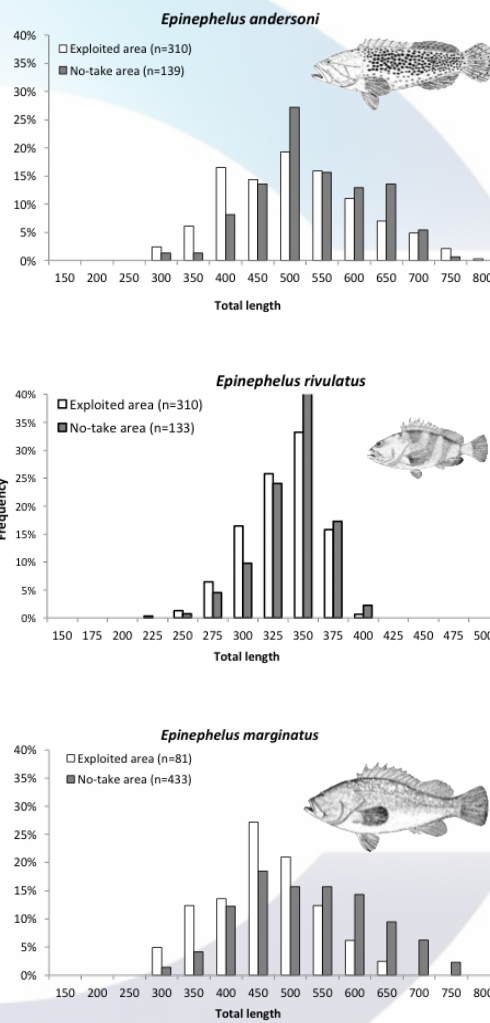 Epinephelus andersoni
40%
Exploited area (n=310)
35%
No-take area (n=139)
30%
25%
20%
15%
10%
5%
0%
150 200 250 300 350 400 450 500 550 600 650 700 750 800
Total length
Epinephelus rivulatus
40%
Exploited area (n=310)
35%
No-take area (n=133)
30%
25%
Frequency
20%
15%
10%
5%
0%
150 175 200 225 250 275 300 325 350 375 400 425 450 475 500
Total length
Epinephelus marginatus
40%
Exploited area (n=81)
35%
No-take area (n=433)
30%
25%
20%
15%
10%
5%
0%
150 200 250 300 350 400 450 500 550 600 650 700 750 800
Total length